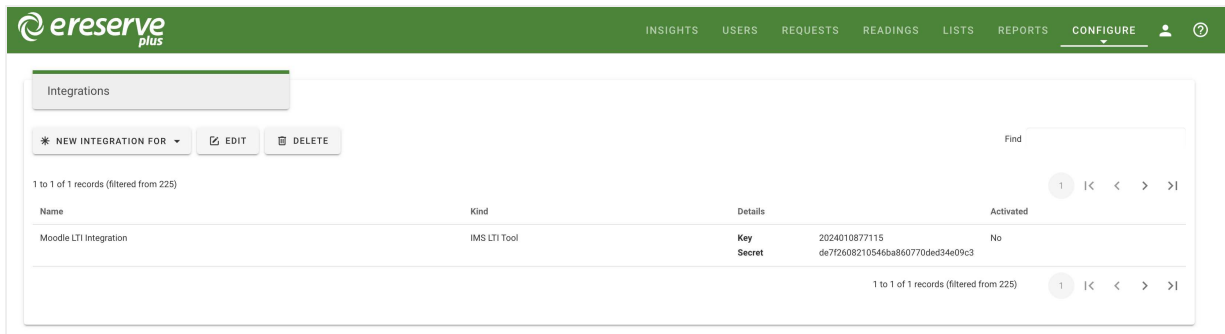 ereserve plus
INSIGHTS USERS REQUESTS READINGS LISTS REPORTS CONFIGURE
Integrations
NEW INTEGRATION FOR EDIT DELETE
Find
1 to 1 of 1 records (filtered from 225)
1
Name Kind Details Activated
Moodle LTI Integration IMS LTI Tool Key 2024010877115 No
Secret de7f2608210546ba860770ded34e09c3
1 to 1 of 1 records (filtered from 225) 1